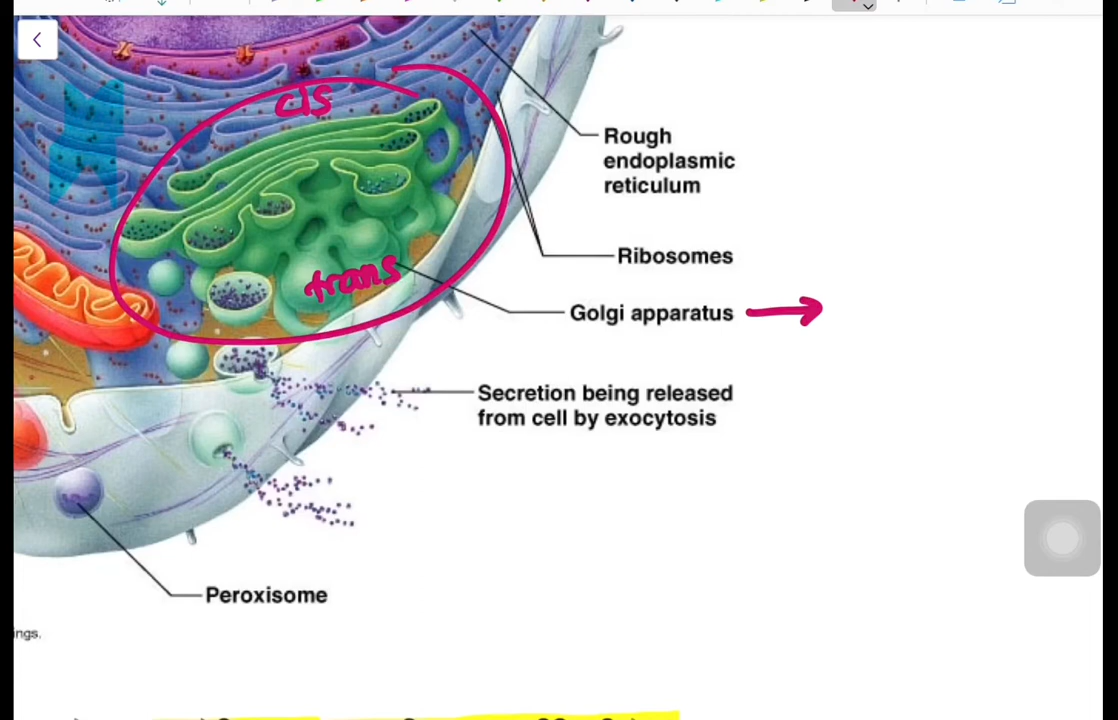 cis
Rough
endoplasmic
reticulum
Ribosomes
trans
Golgi apparatus
Secretion being released
from cell by exocytosis
Peroxisome
ings.